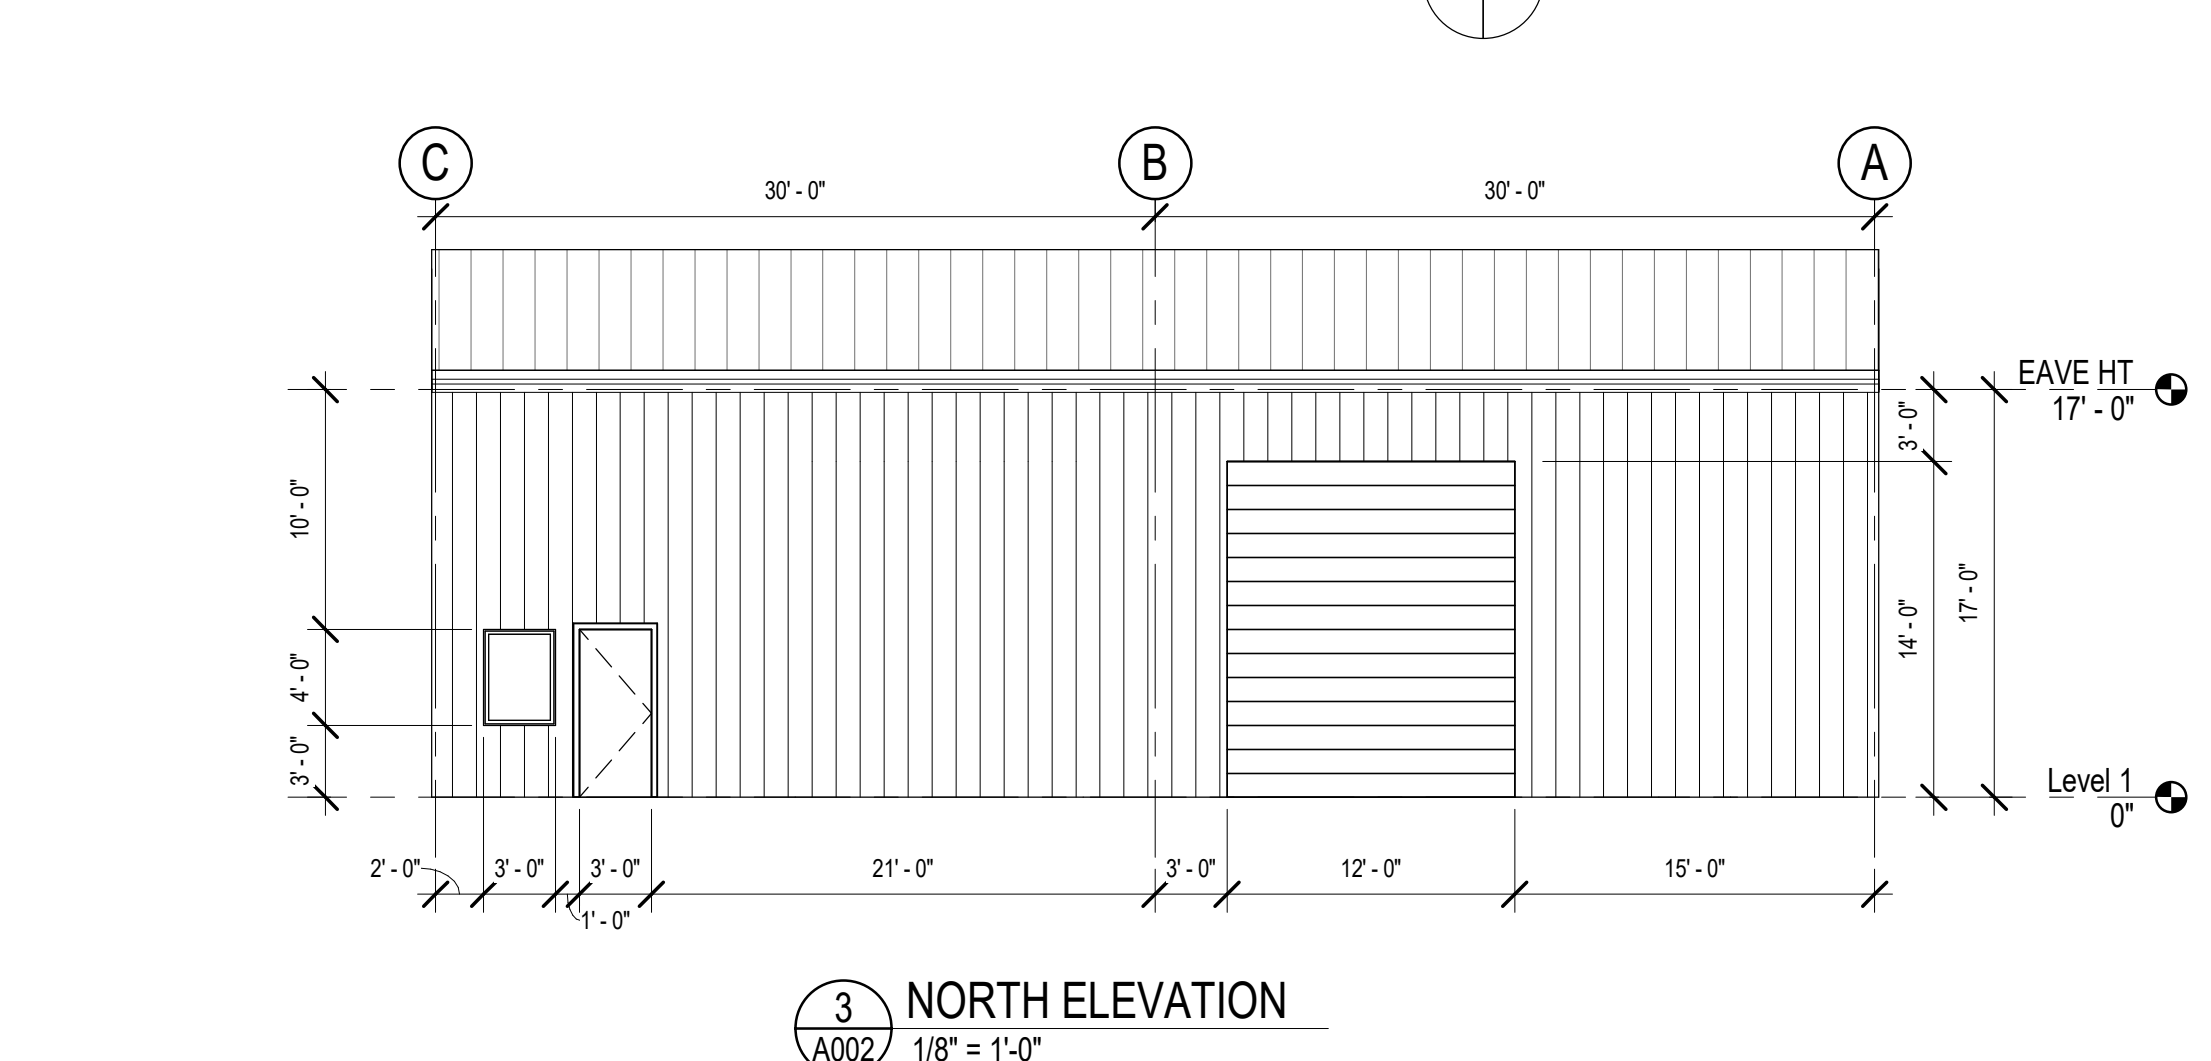 C
B
A
30' - 0"
30' - 0"
EAVE HT
17' - 0"
3' - 0"
10' - 0"
17' - 0"
14' - 0"
4' - 0"
3' - 0"
Level 1
0"
2' - 0"
3' - 0"
3' - 0"
21' - 0"
3' - 0"
12' - 0"
15' - 0"
1' - 0"
3
NORTH ELEVATION
A002
1/8" = 1'-0"